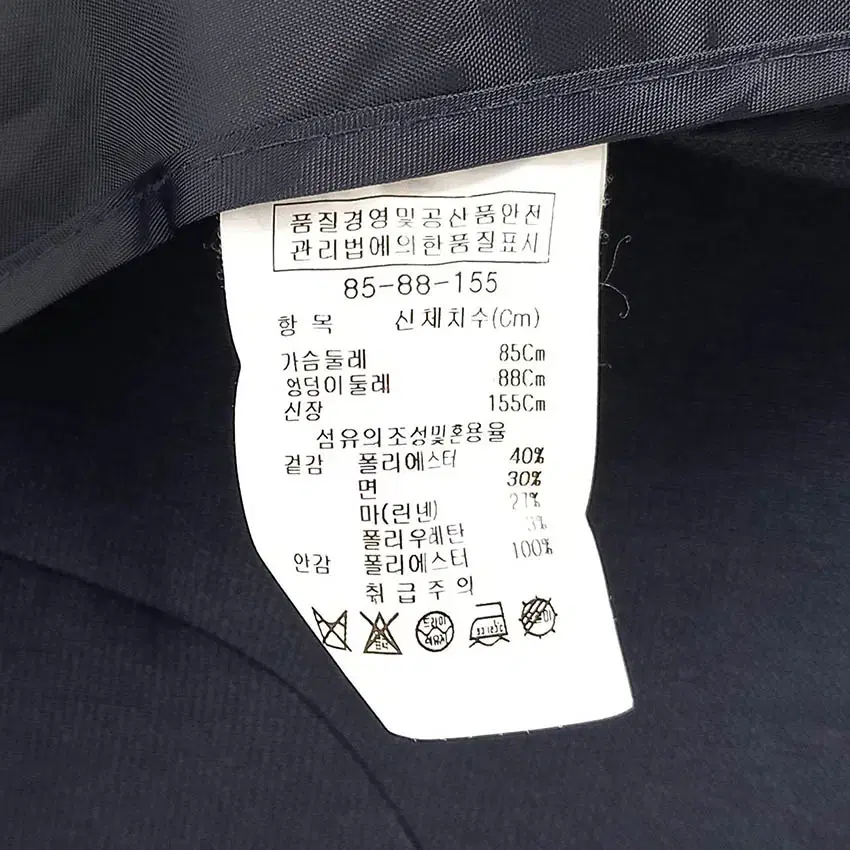 품질경영및공산품안전
관리법에의한품질표시
85-88-155
항 목 신체치수(Cm)
가슴둘레 85Cm
엉덩이둘레 88Cm
신장 155Cm
섬유의조성및혼용율
겉감 폴리에스터 40%
면 30%
마(린넨) 27%
폴리우레탄 3%
안감 폴리에스터 100%
취급주의